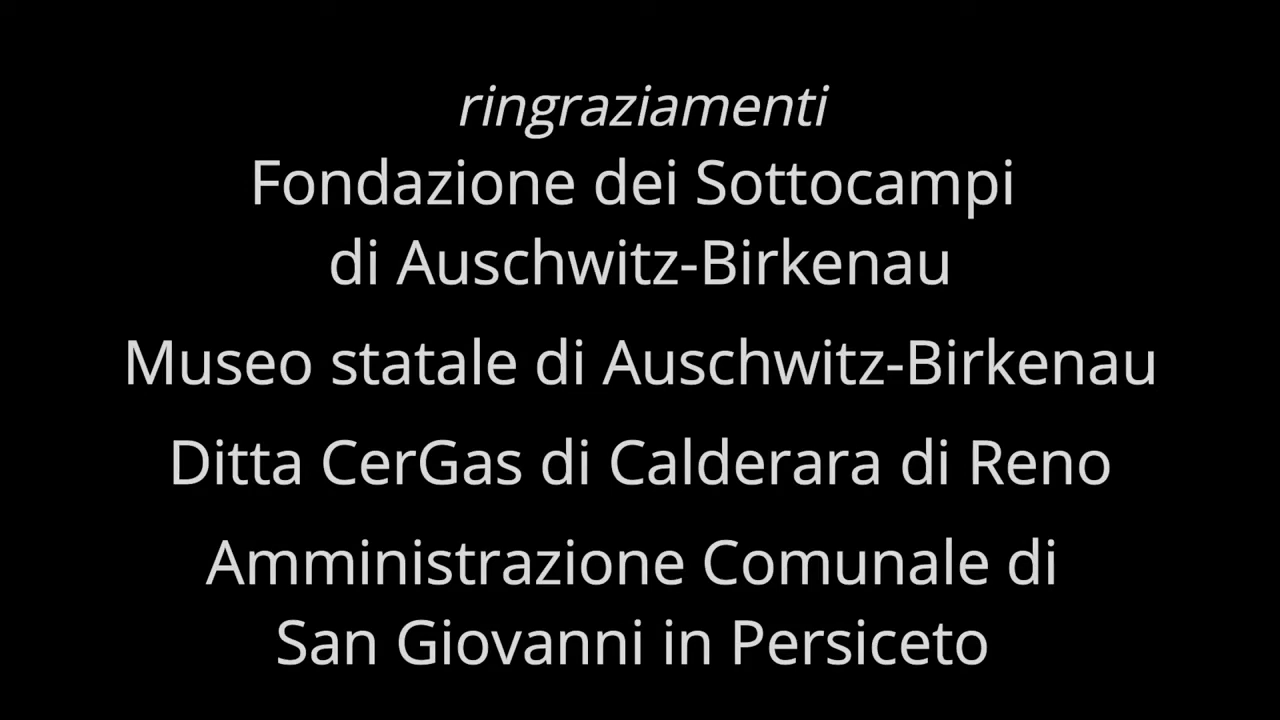 ringraziamenti
Fondazione dei Sottocampi
di Auschwitz-Birkenau
Museo statale di Auschwitz-Birkenau
Ditta CerGas di Calderara di Reno
Amministrazione Comunale di
San Giovanni in Persiceto